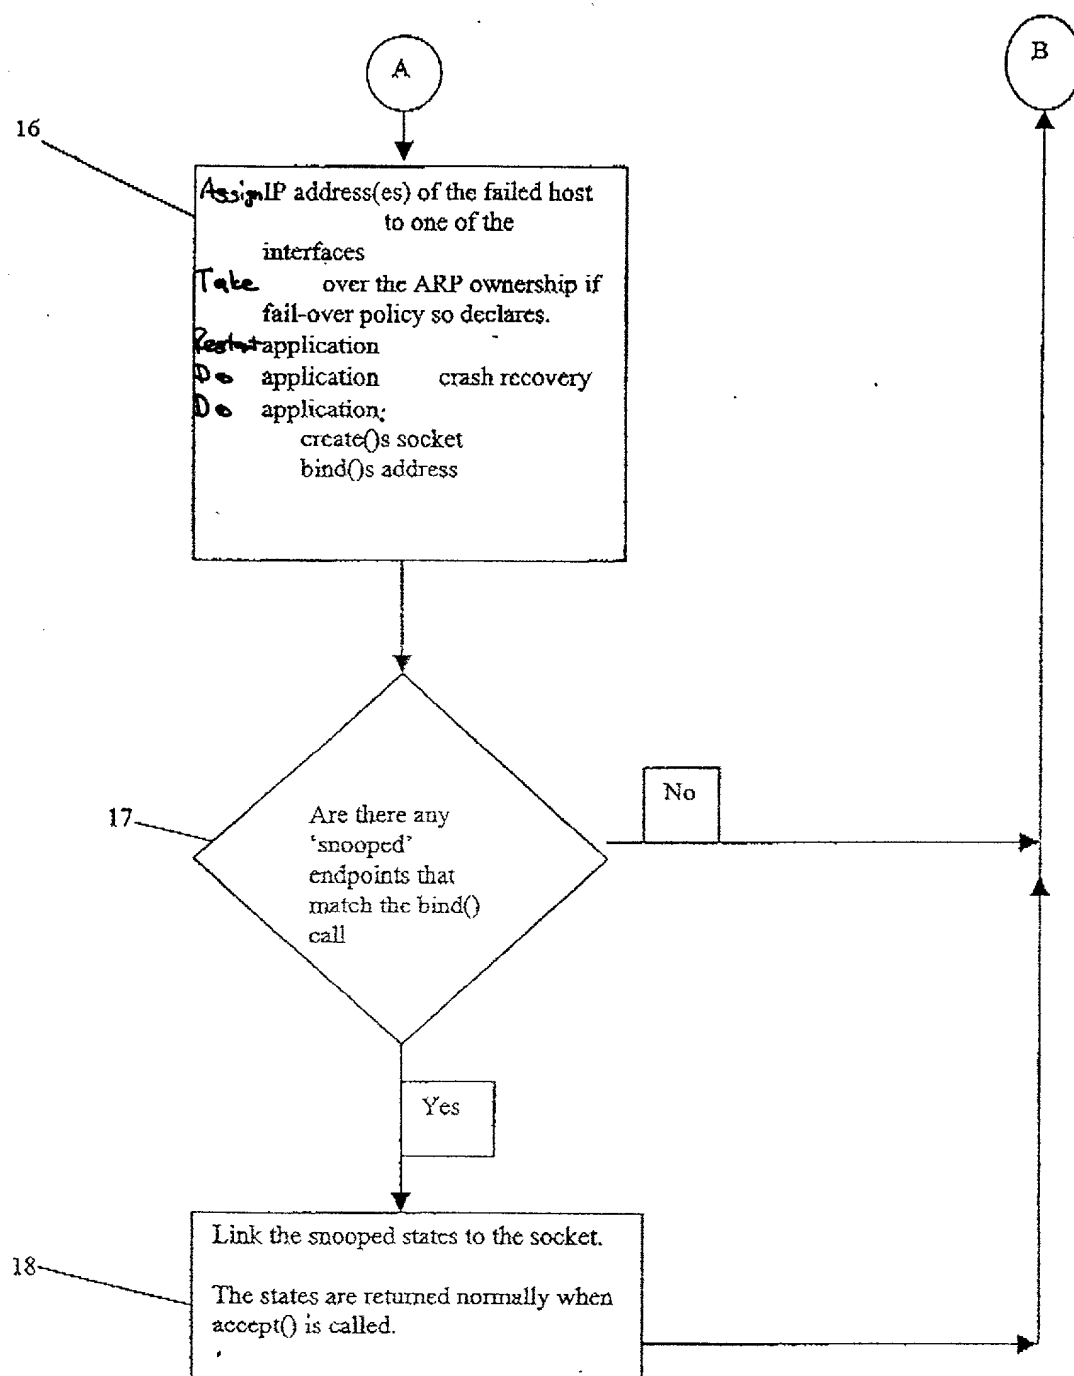 A
B
16
Assign IP address(es) of the failed host
to one of the
interfaces
Take over the ARP ownership if
fail-over policy so declares.
Restart application
Do application crash recovery
Do application:
create()s socket
bind()s address
17
Are there any
'snooped'
endpoints that
match the bind()
call
No
Yes
18
Link the snooped states to the socket.
The states are returned normally when
accept() is called.